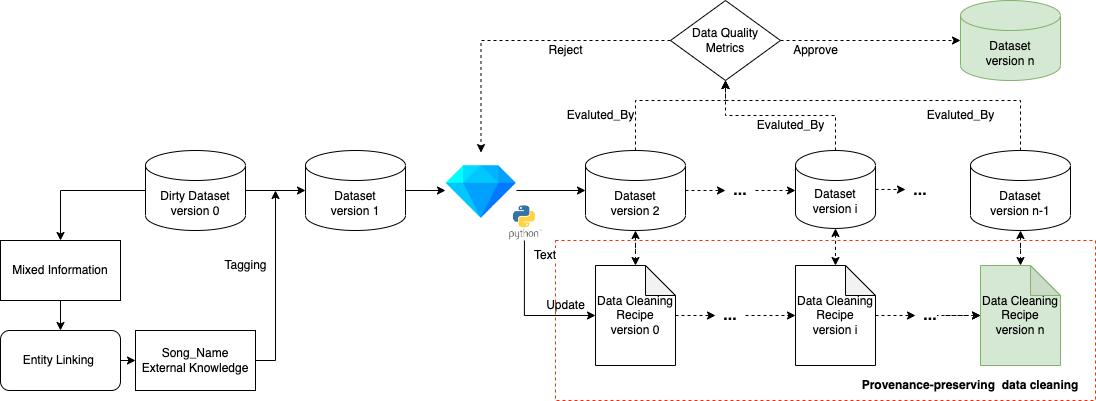 Data Quality
Metrics
Reject
Approve
Dataset
version n
Evaluted_By
Evaluted_By
Evaluted_By
Dirty Dataset
version 0
Dataset
version 1
Dataset
version 2
...
Dataset
version i
...
Dataset
version n-1
python
Mixed Information
Tagging
Text
Update
Data Cleaning
Recipe
version 0
...
Data Cleaning
Recipe
version i
...
Data Cleaning
Recipe
version n
Entity Linking
Song_Name
External Knowledge
Provenance-preserving data cleaning